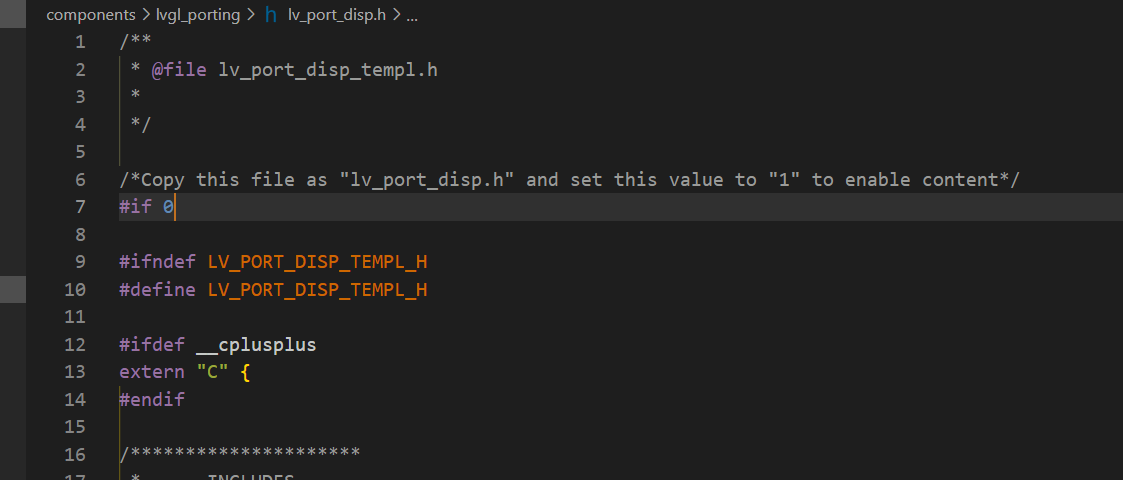 components > lvgl_porting > h lv_port_disp.h > ...
1 /**
2 * @file lv_port_disp_templ.h
3 *
4 */
5
6 /*Copy this file as "lv_port_disp.h" and set this value to "1" to enable content*/
7 #if 0
8
9 #ifndef LV_PORT_DISP_TEMPL_H
10 #define LV_PORT_DISP_TEMPL_H
11
12 #ifdef __cplusplus
13 extern "C" {
14 #endif
15
16 /*********************
17 * INCLUDES